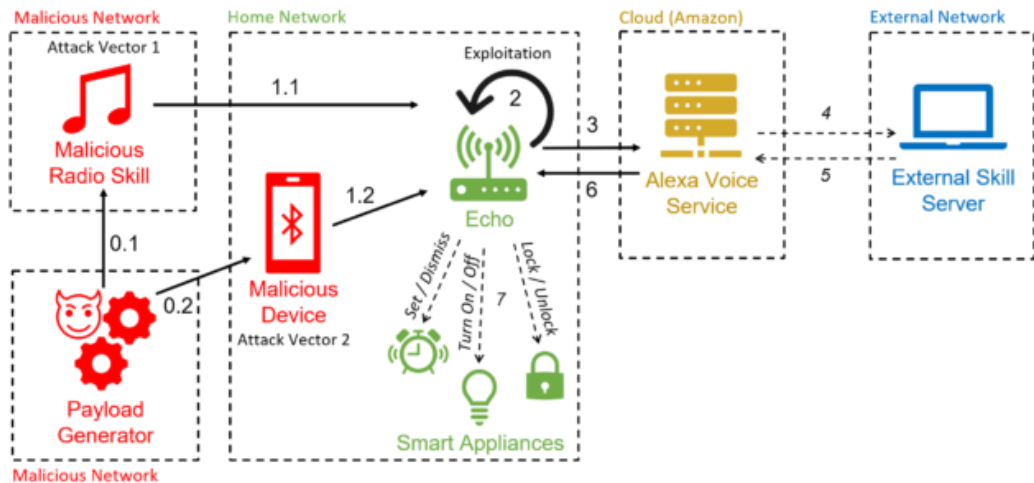 Malicious Network
Home Network
Cloud (Amazon)
External Network
Attack Vector 1
Exploitation
1.1
2
3
4
5
6
Malicious
Radio Skill
Alexa Voice
Service
External Skill
Server
1.2
Echo
0.1
0.2
Malicious
Device
Attack Vector 2
Set / Dismiss
Turn On / Off
7
Lock / Unlock
Payload
Generator
Smart Appliances
Malicious Network